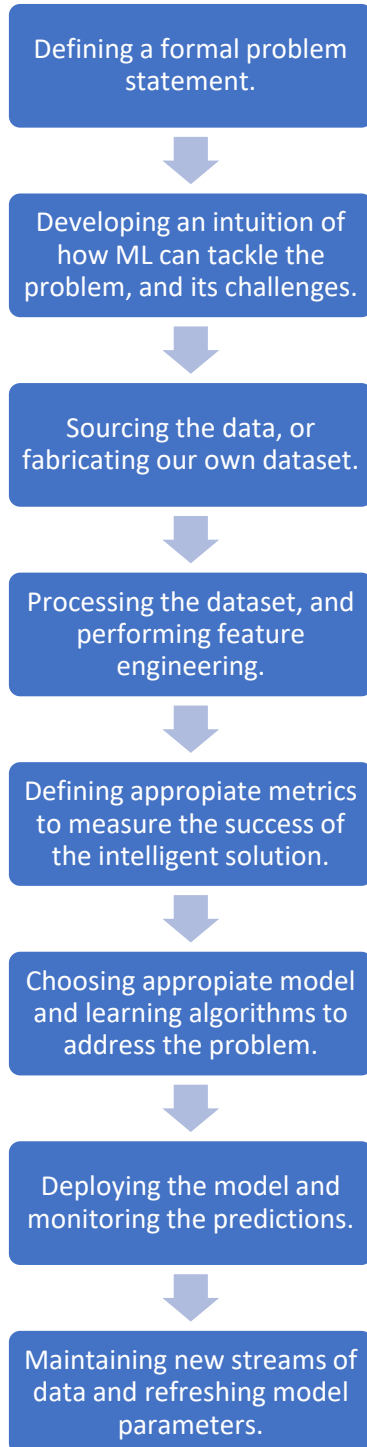 Defining a formal problem
statement.
Developing an intuition of
how ML can tackle the
problem, and its challenges.
Sourcing the data, or
fabricating our own dataset.
Processing the dataset, and
performing feature
engineering.
Defining appropiate metrics
to measure the success of
the intelligent solution.
Choosing appropiate model
and learning algorithms to
address the problem.
Deploying the model and
monitoring the predictions.
Maintaining new streams of
data and refreshing model
parameters.